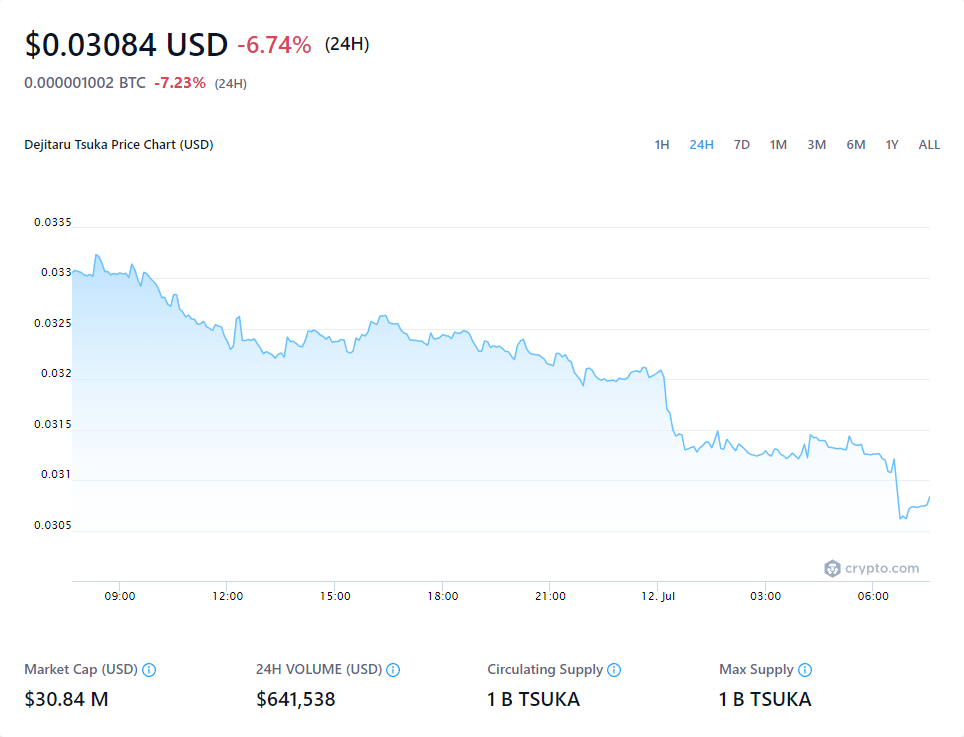 $0.03084 USD -6.74% (24H)
0.000001002 BTC -7.23% (24H)
Dejitaru Tsuka Price Chart (USD) 1H 24H 7D 1M 3M 6M 1Y ALL
0.0335
0.033
0.0325
0.032
0.0315
0.031
0.0305
crypto.com
09:00 12:00 15:00 18:00 21:00 12. Jul 03:00 06:00
Market Cap (USD) 24H VOLUME (USD) Circulating Supply Max Supply
$30.84 M $641,538 1 B TSUKA 1 B TSUKA